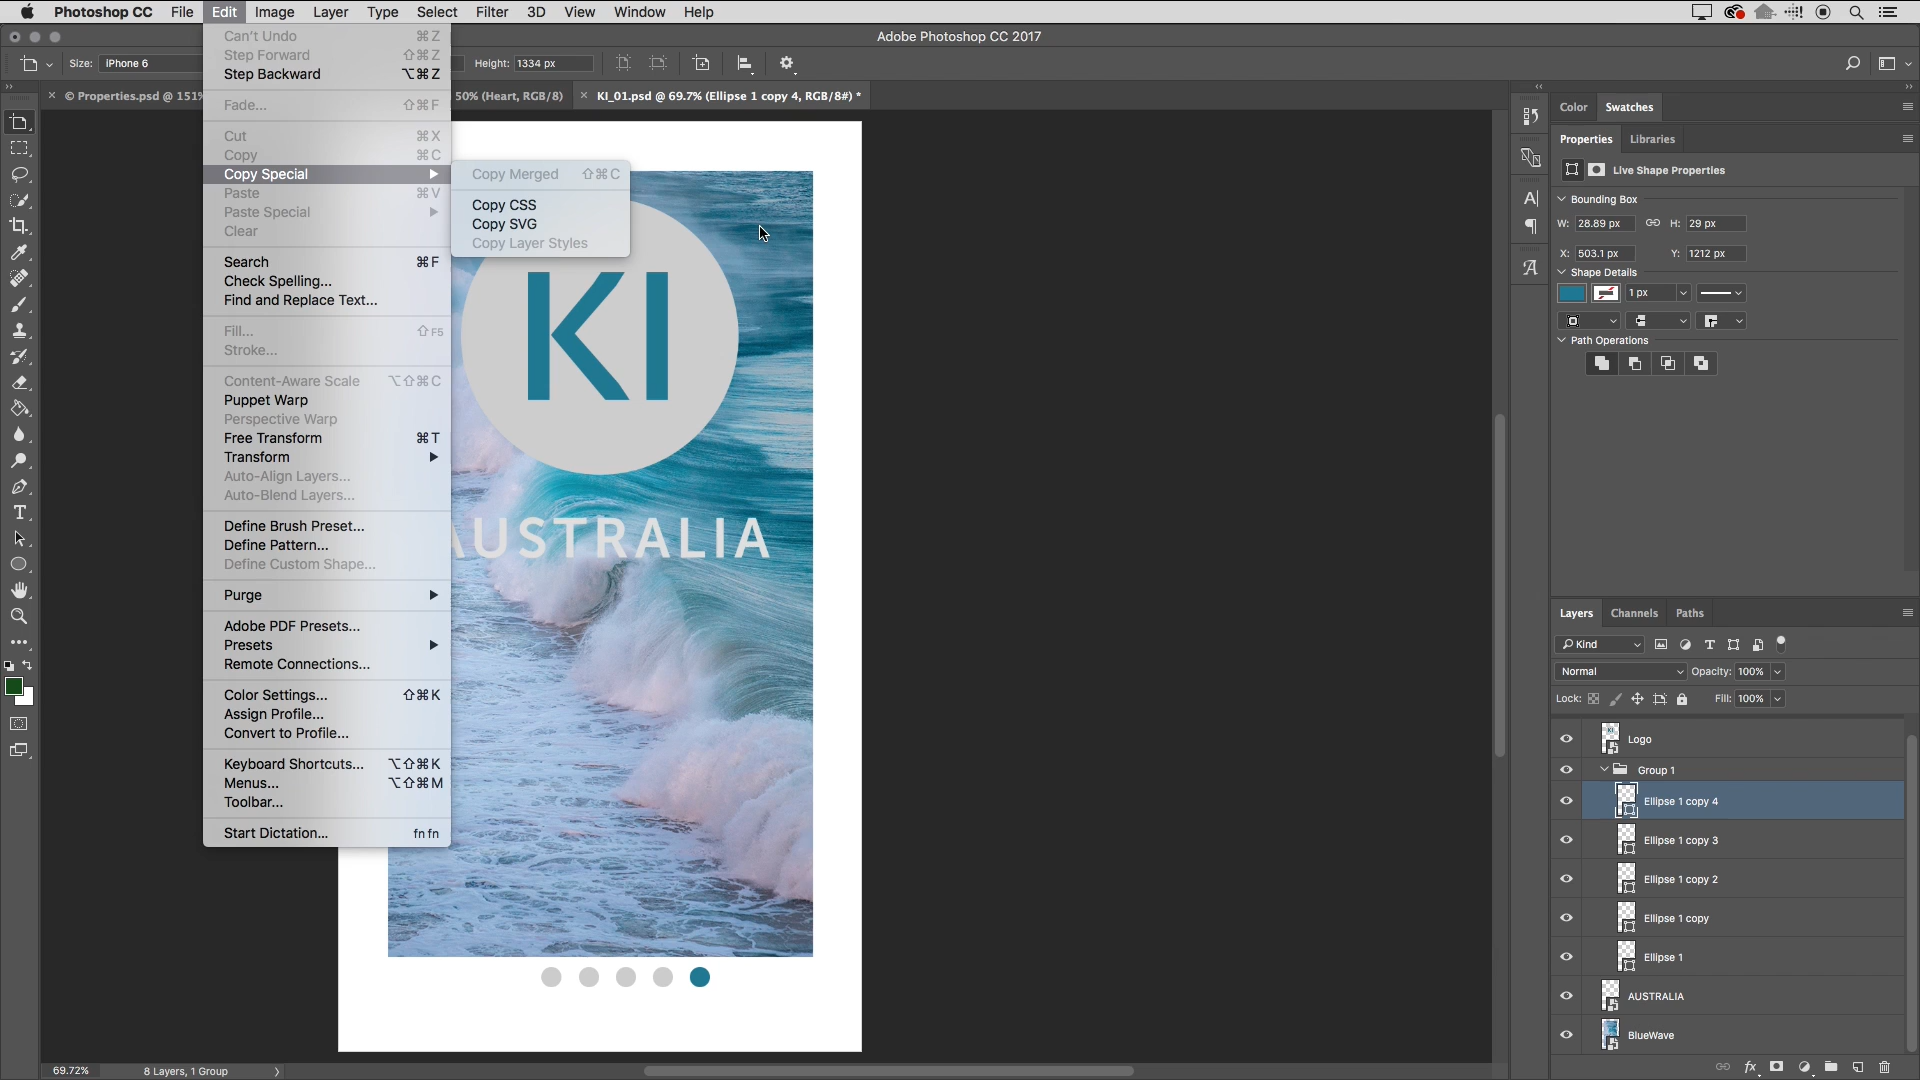 Photoshop CC File Edit Image Layer Type Select Filter 3D View Window Help
Adobe Photoshop CC 2017
Size: iPhone 6 Height: 1334 px
× © Properties.psd @ 151% 50% (Heart, RGB/8) × KI_01.psd @ 69.7% (Ellipse 1 copy 4, RGB/8#) *
Can't Undo ⌘Z
Step Forward ⇧⌘Z
Step Backward ⌥⌘Z
Fade... ⇧⌘F
Cut ⌘X
Copy ⌘C
Copy Special ▶
Paste ⌘V
Paste Special ▶
Clear
Search ⌘F
Check Spelling...
Find and Replace Text...
Fill... ⇧F5
Stroke...
Content-Aware Scale ⌥⇧⌘C
Puppet Warp
Perspective Warp
Free Transform ⌘T
Transform ▶
Auto-Align Layers...
Auto-Blend Layers...
Define Brush Preset...
Define Pattern...
Define Custom Shape...
Purge ▶
Adobe PDF Presets...
Presets ▶
Remote Connections...
Color Settings... ⇧⌘K
Assign Profile...
Convert to Profile...
Keyboard Shortcuts... ⌥⇧⌘K
Menus... ⌥⇧⌘M
Toolbar...
Start Dictation... fn fn
Copy Merged ⇧⌘C
Copy CSS
Copy SVG
Copy Layer Styles
KI
AUSTRALIA
Color Swatches
Properties Libraries
Live Shape Properties
Bounding Box
W: 28.89 px H: 29 px
X: 503.1 px Y: 1212 px
Shape Details
1 px
Path Operations
Layers Channels Paths
Kind
Normal Opacity: 100%
Lock: Fill: 100%
Logo
Group 1
Ellipse 1 copy 4
Ellipse 1 copy 3
Ellipse 1 copy 2
Ellipse 1 copy
Ellipse 1
AUSTRALIA
BlueWave
fx
69.72% 8 Layers, 1 Group